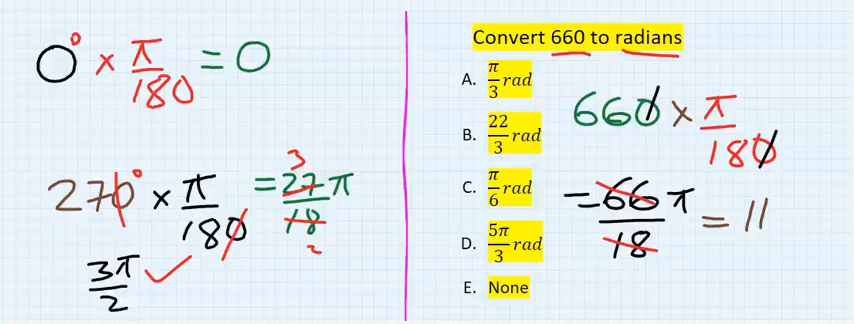 0° × π/180 = 0
270° × π/180 = 27π/18
3 2
3π/2 ✓
Convert 660 to radians
A. π/3 rad
B. 22/3 rad
C. π/6 rad
D. 5π/3 rad
E. None
660 × π/180
= 66π/18 = 11